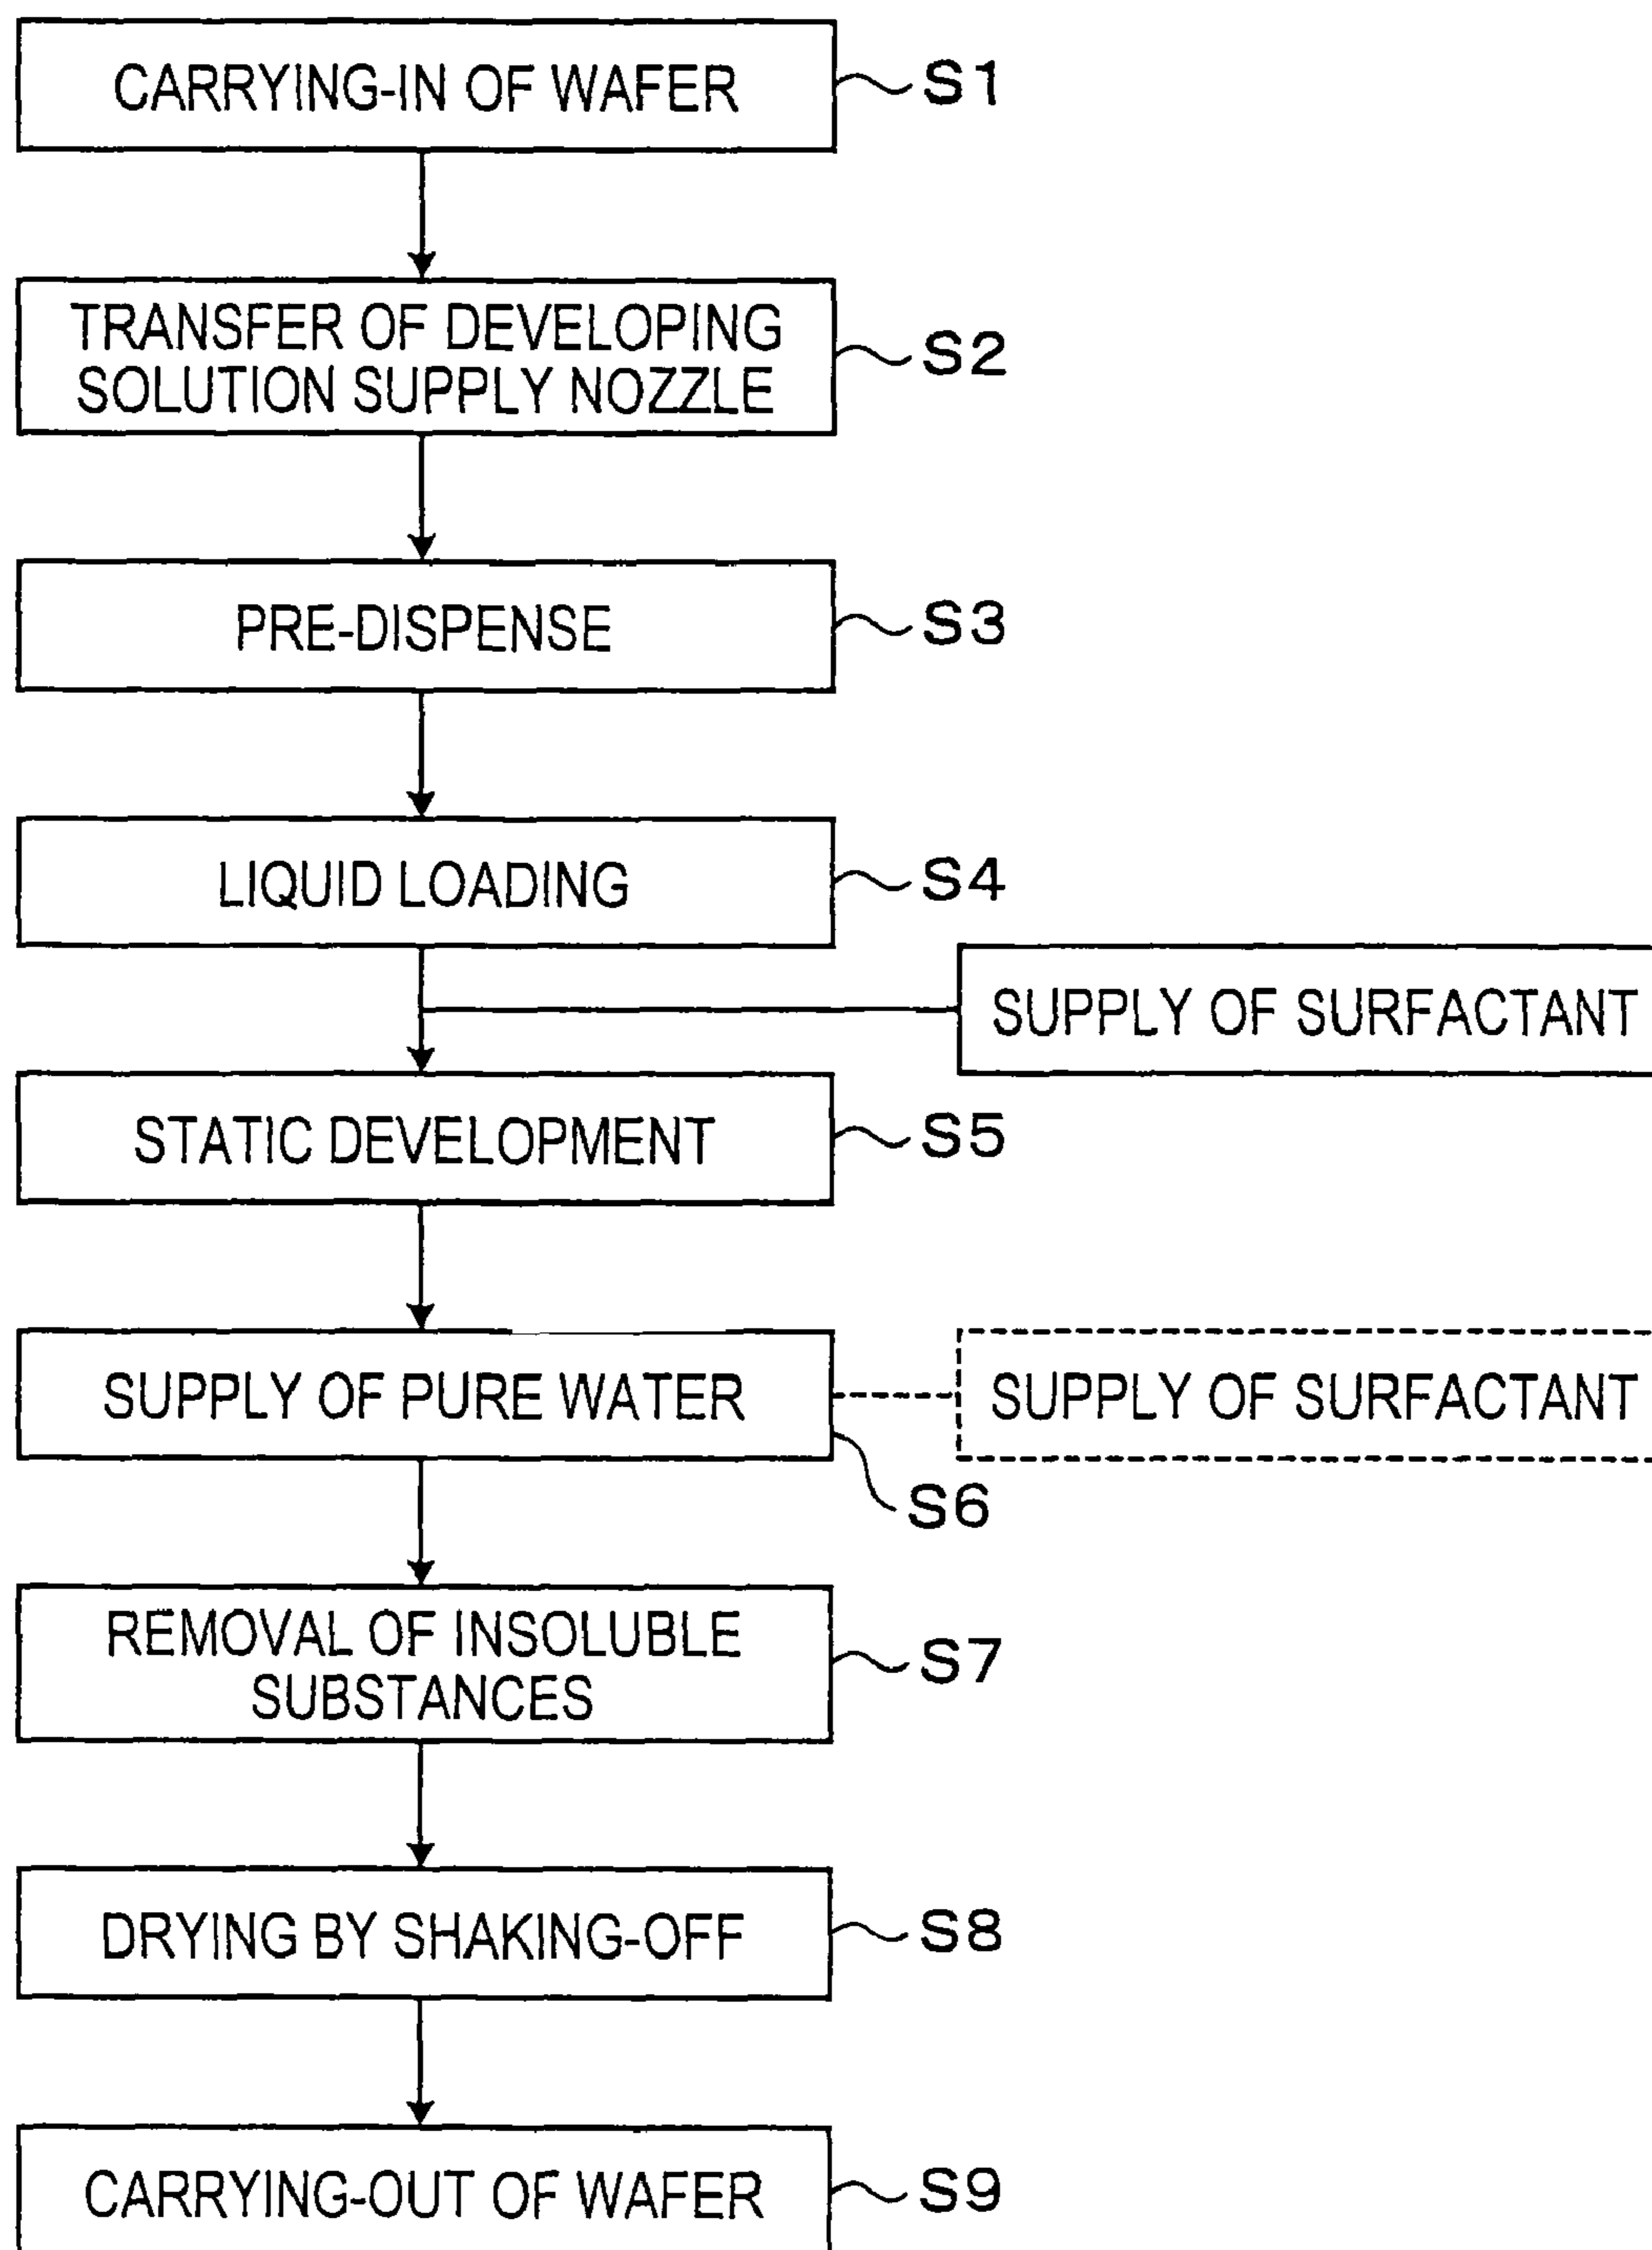 CARRYING-IN OF WAFER
S1
TRANSFER OF DEVELOPING
SOLUTION SUPPLY NOZZLE
S2
PRE-DISPENSE
S3
LIQUID LOADING
S4
SUPPLY OF SURFACTANT
STATIC DEVELOPMENT
S5
SUPPLY OF PURE WATER
SUPPLY OF SURFACTANT
S6
REMOVAL OF INSOLUBLE
SUBSTANCES
S7
DRYING BY SHAKING-OFF
S8
CARRYING-OUT OF WAFER
S9